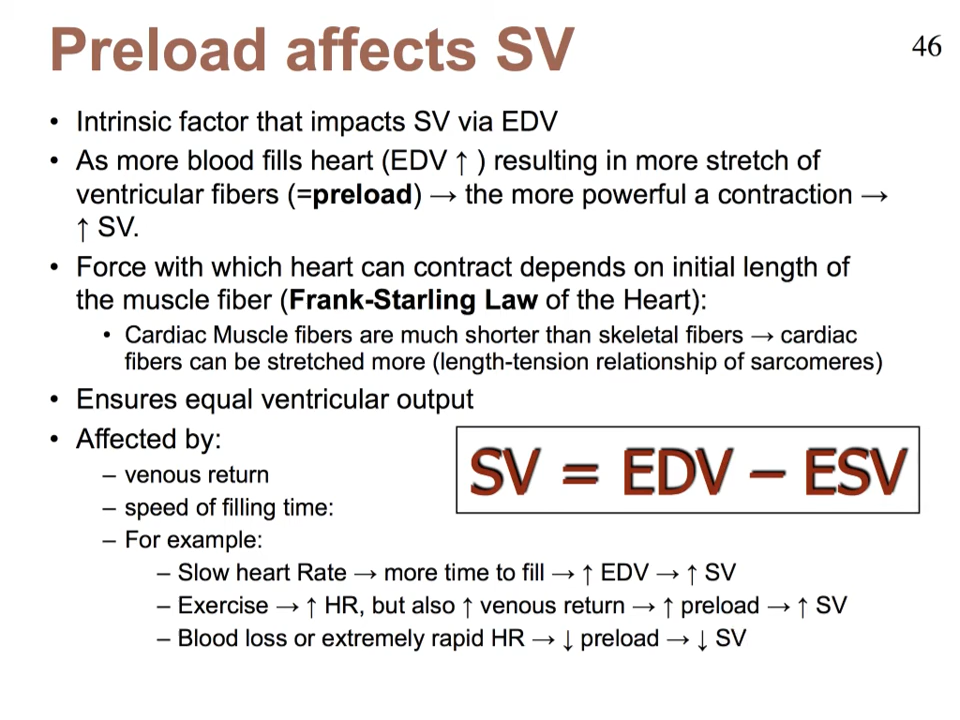 Preload affects SV
46
• Intrinsic factor that impacts SV via EDV
• As more blood fills heart (EDV ↑ ) resulting in more stretch of
ventricular fibers (=preload) → the more powerful a contraction →
↑ SV.
• Force with which heart can contract depends on initial length of
the muscle fiber (Frank-Starling Law of the Heart):
• Cardiac Muscle fibers are much shorter than skeletal fibers → cardiac
fibers can be stretched more (length-tension relationship of sarcomeres)
• Ensures equal ventricular output
• Affected by:
– venous return
– speed of filling time:
– For example:
SV = EDV – ESV
– Slow heart Rate → more time to fill → ↑ EDV → ↑ SV
– Exercise → ↑ HR, but also ↑ venous return → ↑ preload → ↑ SV
– Blood loss or extremely rapid HR → ↓ preload → ↓ SV